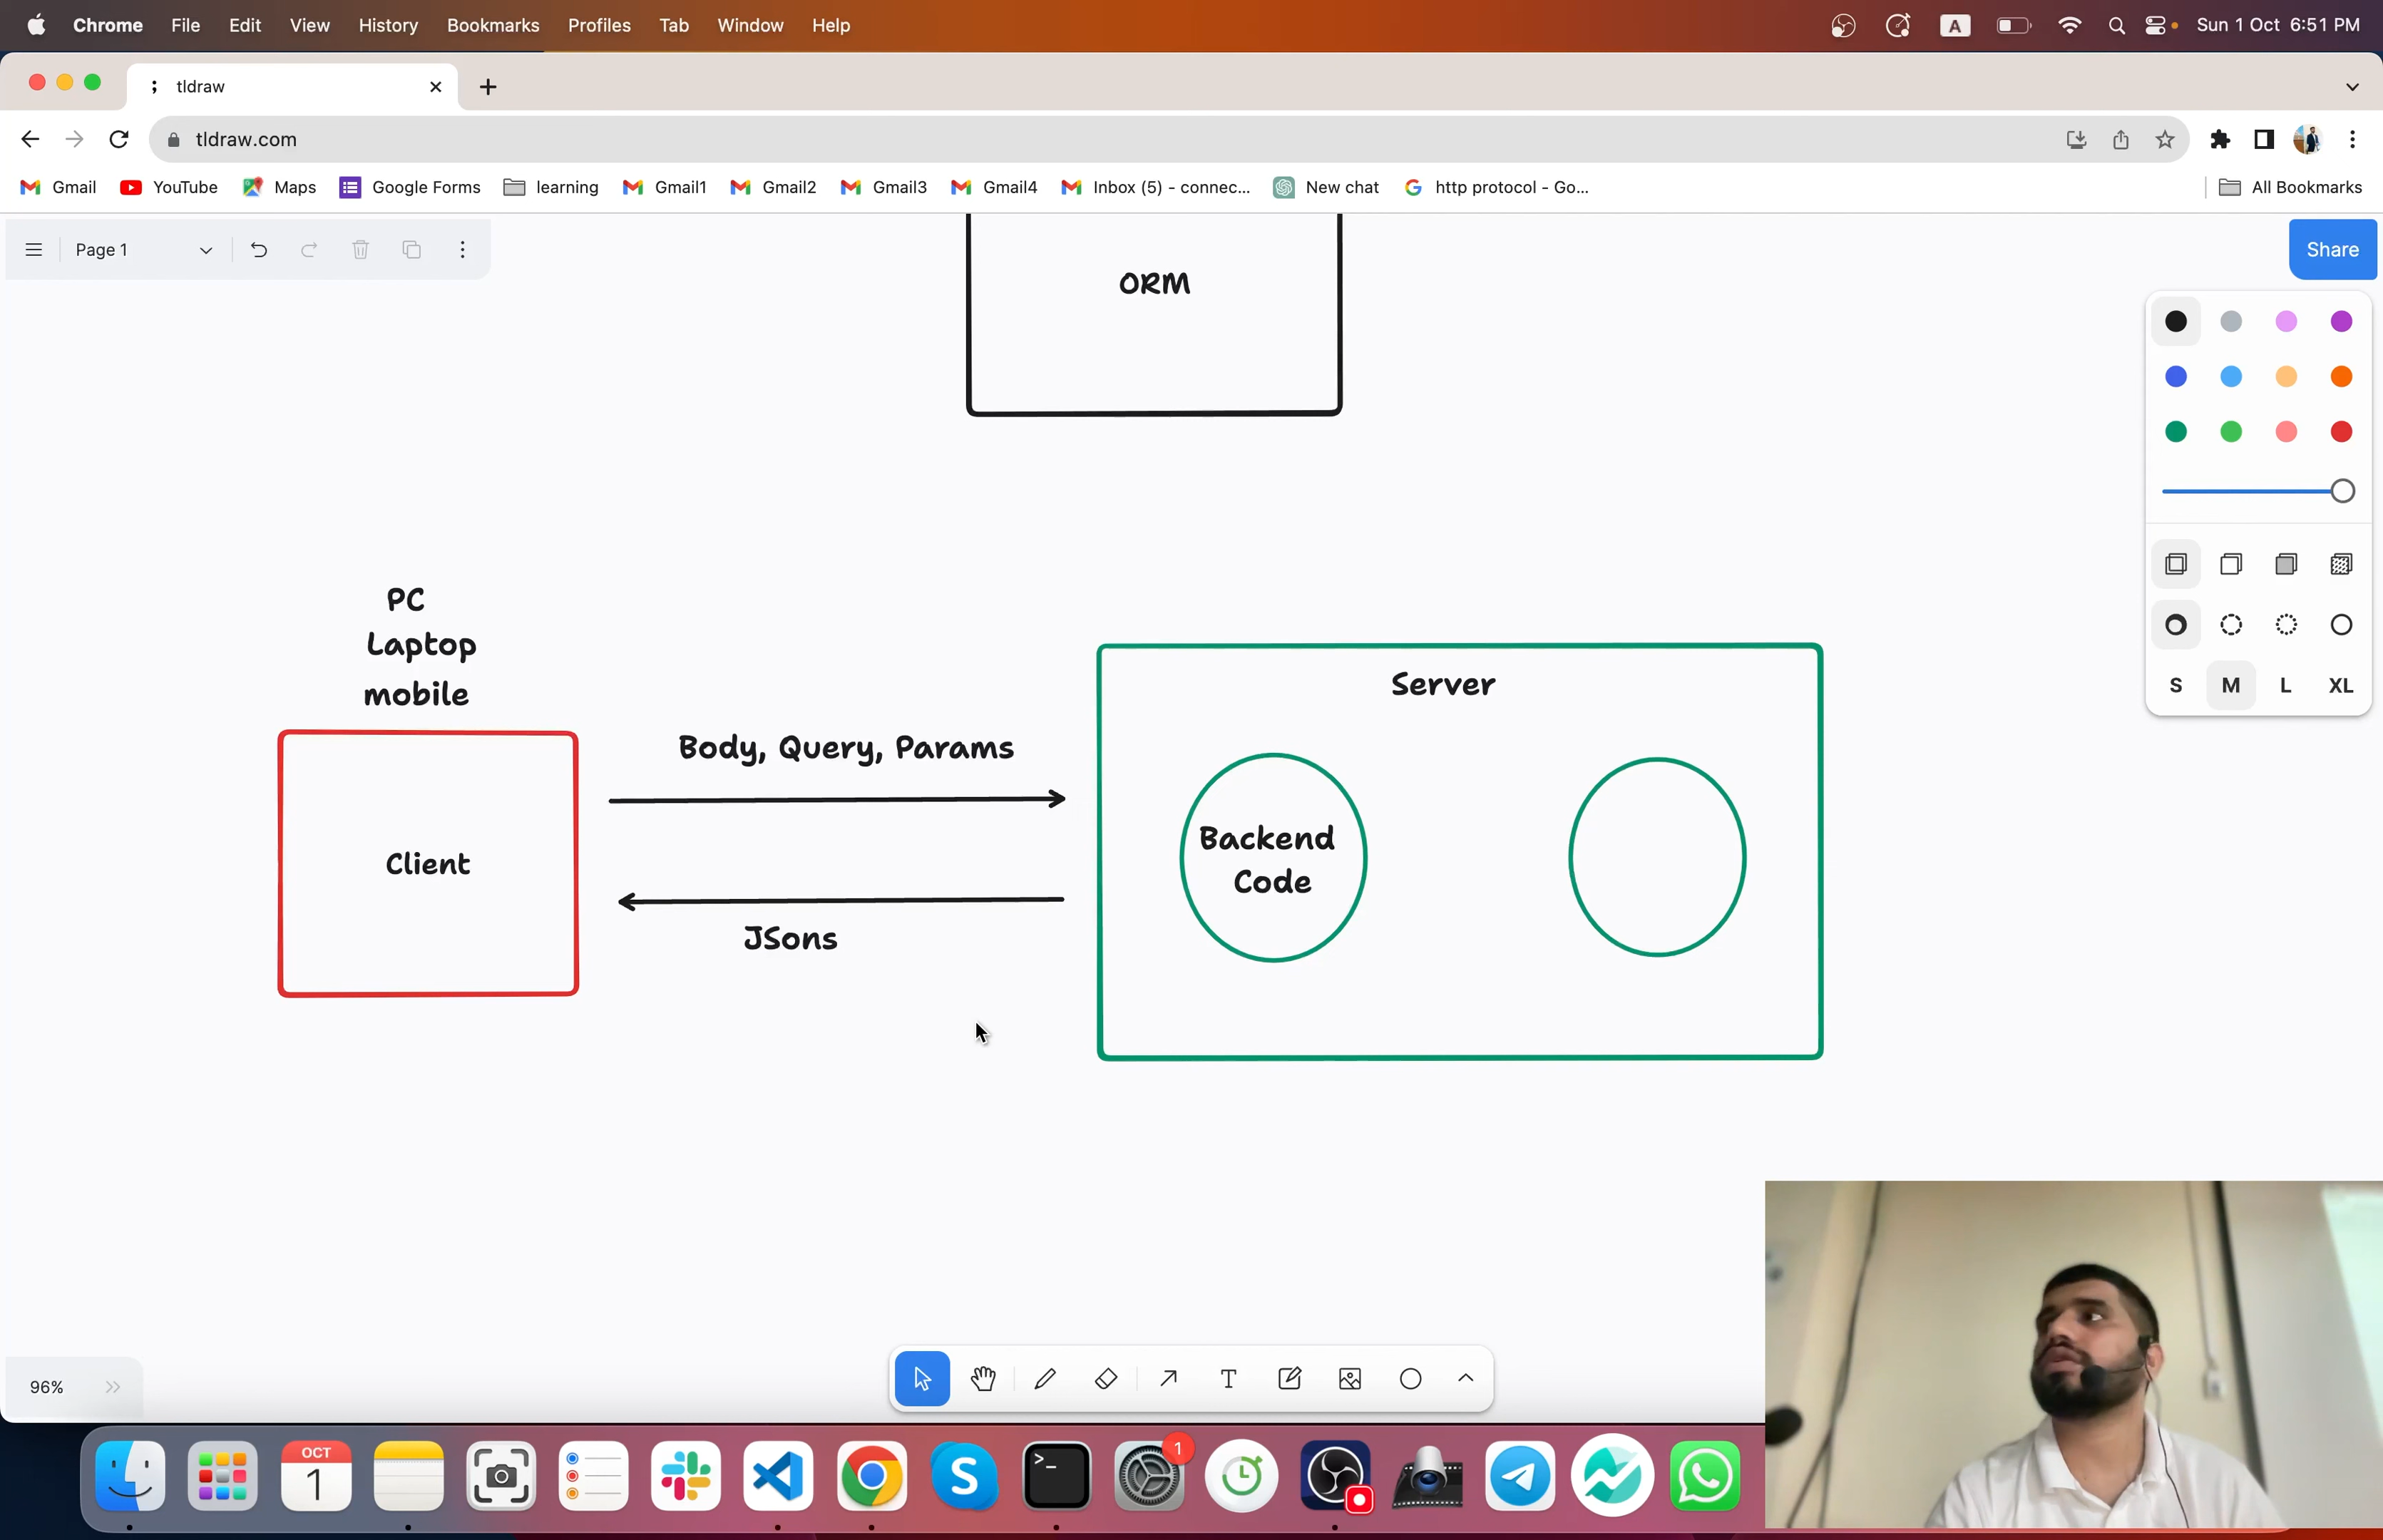 Chrome File Edit View History Bookmarks Profiles Tab Window Help
A
Sun 1 Oct 6:51 PM
tldraw
tldraw.com
Gmail YouTube Maps Google Forms learning Gmail1 Gmail2 Gmail3 Gmail4 Inbox (5) - connec... New chat http protocol - Go... All Bookmarks
Page 1
Share
ORM
PC
Laptop
mobile
Client
Body, Query, Params
JSons
Server
Backend
Code
S M L XL
96%
T
OCT
1
S
>_
1